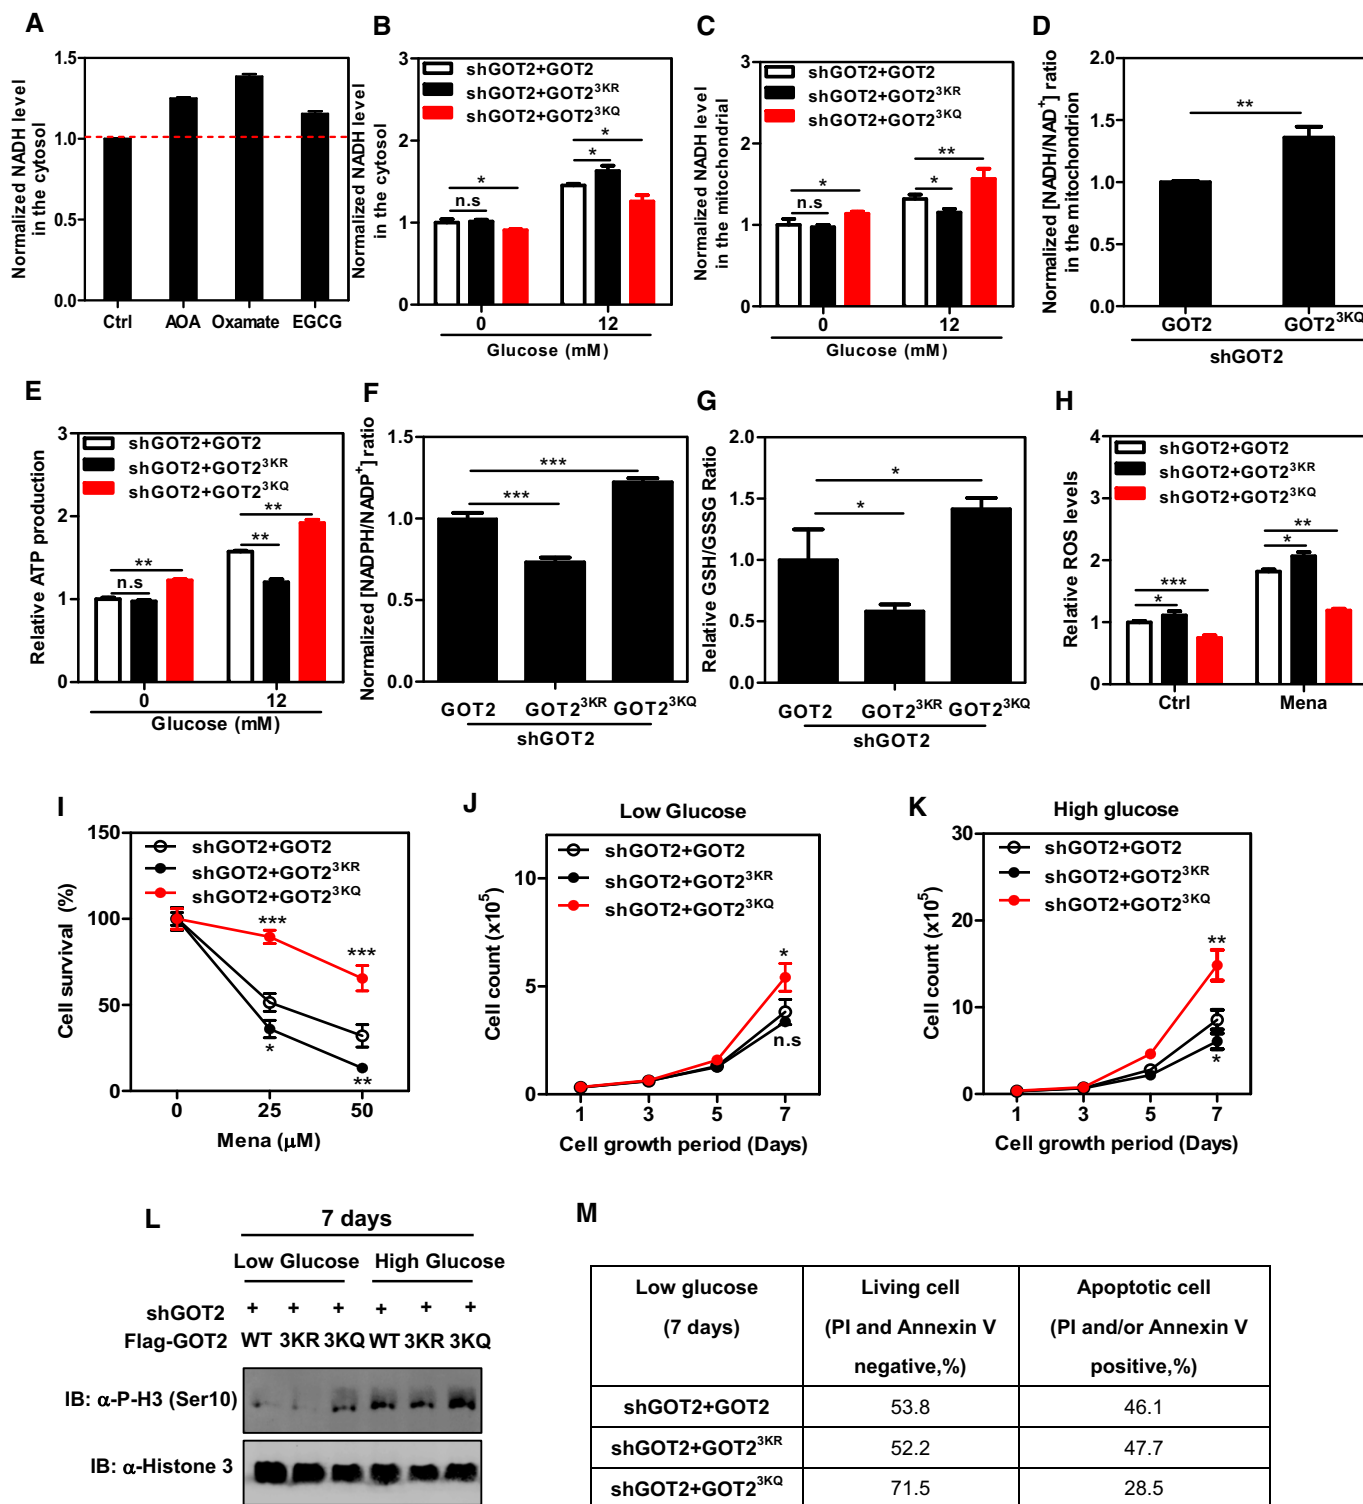 A
Normalized NADH level
in the cytosol
1.5
1.0
0.5
0.0
Ctrl AOA Oxamate EGCG
B
Normalized NADH level
in the cytosol
3
2
1
0
shGOT2+GOT2
shGOT2+GOT2^3KR
shGOT2+GOT2^3KQ
*
n.s
*
*
0 12
Glucose (mM)
C
Normalized NADH level
in the mitochondrial
3
2
1
0
shGOT2+GOT2
shGOT2+GOT2^3KR
shGOT2+GOT2^3KQ
*
n.s
**
*
0 12
Glucose (mM)
D
Normalized [NADH/NAD+] ratio
in the mitochondrion
2.0
1.5
1.0
0.5
0.0
**
GOT2 GOT2^3KQ
shGOT2
E
Relative ATP production
3
2
1
0
shGOT2+GOT2
shGOT2+GOT2^3KR
shGOT2+GOT2^3KQ
**
n.s
**
**
0 12
Glucose (mM)
F
Normalized [NADPH/NADP+] ratio
1.5
1.0
0.5
0.0
***
***
GOT2 GOT2^3KR GOT2^3KQ
shGOT2
G
Relative GSH/GSSG Ratio
2.0
1.5
1.0
0.5
0.0
*
*
GOT2 GOT2^3KR GOT2^3KQ
shGOT2
H
Relative ROS levels
4
3
2
1
0
shGOT2+GOT2
shGOT2+GOT2^3KR
shGOT2+GOT2^3KQ
***
*
**
*
Ctrl Mena
I
Cell survival (%)
150
100
50
0
shGOT2+GOT2
shGOT2+GOT2^3KR
shGOT2+GOT2^3KQ
***
***
*
**
0 25 50
Mena (μM)
J
Low Glucose
Cell count (x10^5)
10
5
0
shGOT2+GOT2
shGOT2+GOT2^3KR
shGOT2+GOT2^3KQ
*
n.s
1 3 5 7
Cell growth period (Days)
K
High glucose
Cell count (x10^5)
30
20
10
0
shGOT2+GOT2
shGOT2+GOT2^3KR
shGOT2+GOT2^3KQ
**
*
1 3 5 7
Cell growth period (Days)
L
7 days
Low Glucose High Glucose
shGOT2 + + + + + +
Flag-GOT2 WT 3KR 3KQ WT 3KR 3KQ
IB: α-P-H3 (Ser10)
IB: α-Histone 3
M
Low glucose
(7 days)
Living cell
(PI and Annexin V
negative,%)
Apoptotic cell
(PI and/or Annexin V
positive,%)
shGOT2+GOT2 53.8 46.1
shGOT2+GOT2^3KR 52.2 47.7
shGOT2+GOT2^3KQ 71.5 28.5